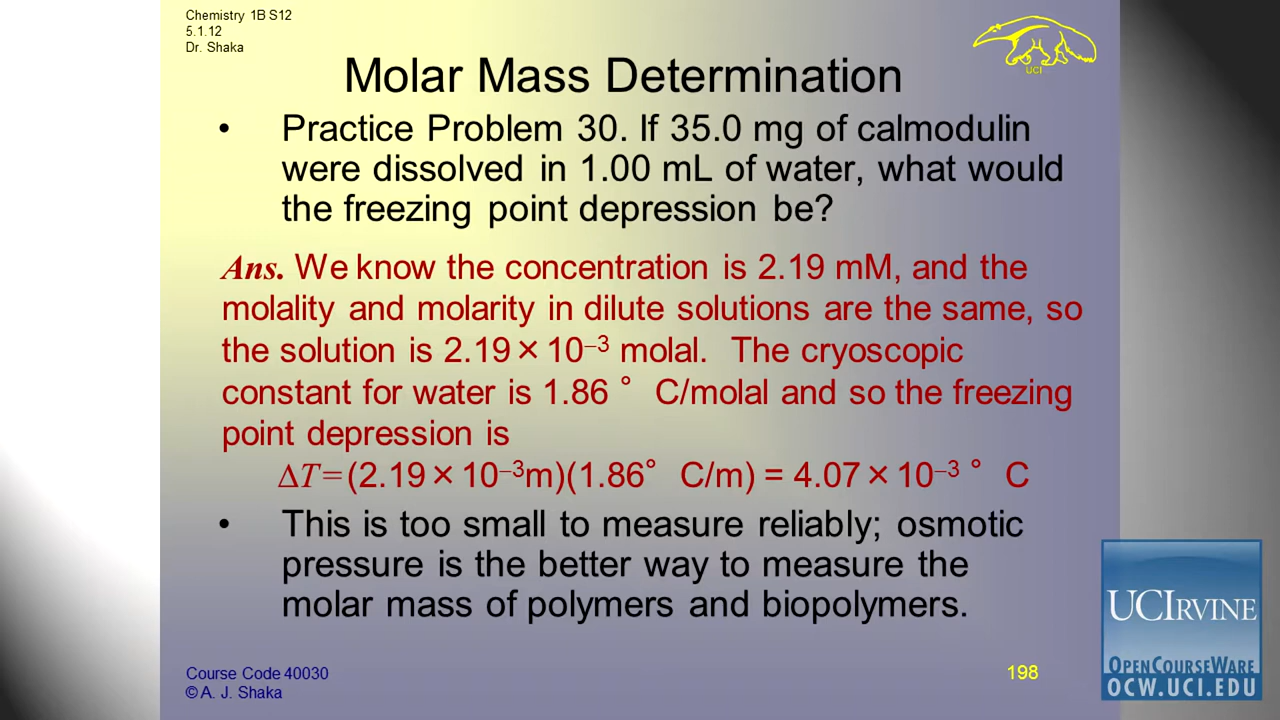 Chemistry 1B S12
5.1.12
Dr. Shaka
UCI
Molar Mass Determination
• Practice Problem 30. If 35.0 mg of calmodulin
were dissolved in 1.00 mL of water, what would
the freezing point depression be?
Ans. We know the concentration is 2.19 mM, and the
molality and molarity in dilute solutions are the same, so
the solution is 2.19 × 10⁻³ molal. The cryoscopic
constant for water is 1.86 ° C/molal and so the freezing
point depression is
ΔT = (2.19 × 10⁻³m)(1.86° C/m) = 4.07 × 10⁻³ ° C
• This is too small to measure reliably; osmotic
pressure is the better way to measure the
molar mass of polymers and biopolymers.
Course Code 40030
© A. J. Shaka
198
UCIRVINE
OPENCOURSEWARE
OCW.UCI.EDU